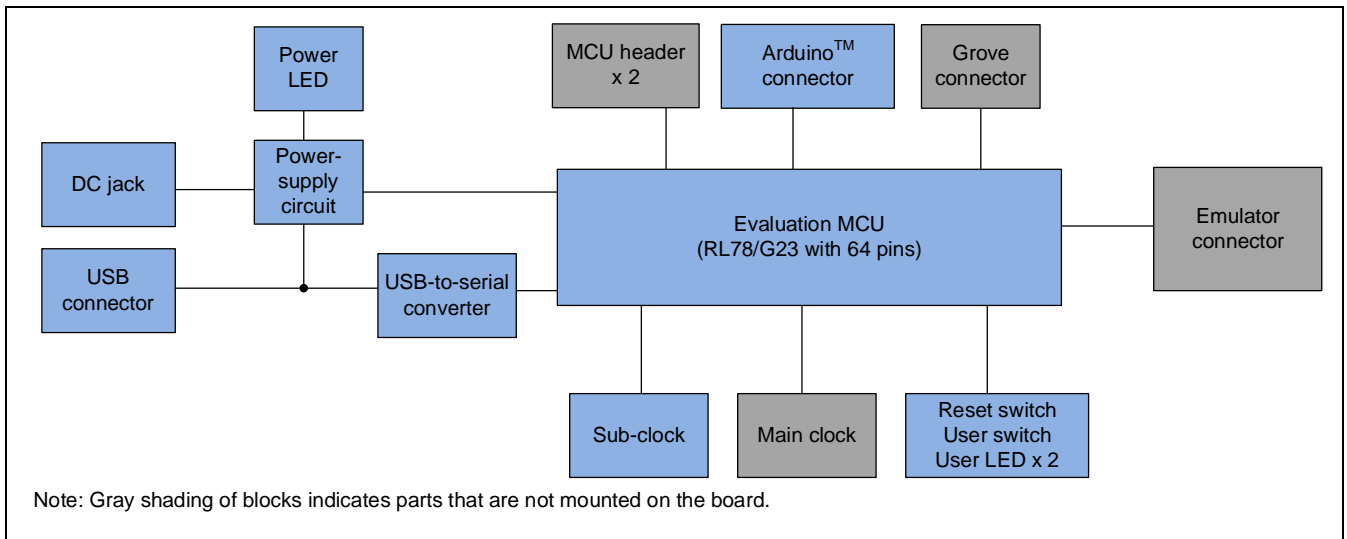 Power
LED
MCU header
x 2
Arduino™
connector
Grove
connector
DC jack
Power-
supply
circuit
Evaluation MCU
(RL78/G23 with 64 pins)
Emulator
connector
USB
connector
USB-to-serial
converter
Sub-clock
Main clock
Reset switch
User switch
User LED x 2
Note: Gray shading of blocks indicates parts that are not mounted on the board.